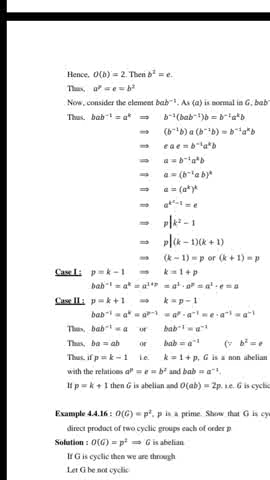 Hence, O(b) = 2. Then b² = e.
Thus, aᵖ = e = b²
Now, consider the element bab⁻¹. As (a) is normal in G, bab⁻
Thus, bab⁻¹ = aᵏ ⟹ b⁻¹(bab⁻¹)b = b⁻¹aᵏb
⟹ (b⁻¹b) a (b⁻¹b) = b⁻¹aᵏb
⟹ e a e = b⁻¹aᵏb
⟹ a = b⁻¹aᵏb
⟹ a = (b⁻¹a b)ᵏ
⟹ a = (aᵏ)ᵏ
⟹ a^(k²−1) = e
⟹ p | k² − 1
⟹ p | (k − 1)(k + 1)
⟹ (k − 1) = p or (k + 1) = p
Case I : p = k − 1 ⟹ k = 1 + p
bab⁻¹ = aᵏ = a¹⁺ᵖ = a¹ · aᵖ = a¹ · e = a
Case II : p = k + 1 ⟹ k = p − 1
bab⁻¹ = aᵏ = aᵖ⁻¹ = aᵖ · a⁻¹ = e · a⁻¹ = a⁻¹
Thus, bab⁻¹ = a or bab⁻¹ = a⁻¹
Thus, ba = ab or bab = a⁻¹ (∵ b² = e
Thus, if p = k − 1 i.e. k = 1 + p, G is a non abelian
with the relations aᵖ = e = b² and bab = a⁻¹.
If p = k + 1 then G is abelian and O(ab) = 2p. i.e. G is cyclic
Example 4.4.16 : O(G) = p², p is a prime. Show that G is cyc
direct product of two cyclic groups each of order p
Solution : O(G) = p² ⟹ G is abelian.
If G is cyclic then we are through
Let G be not cyclic